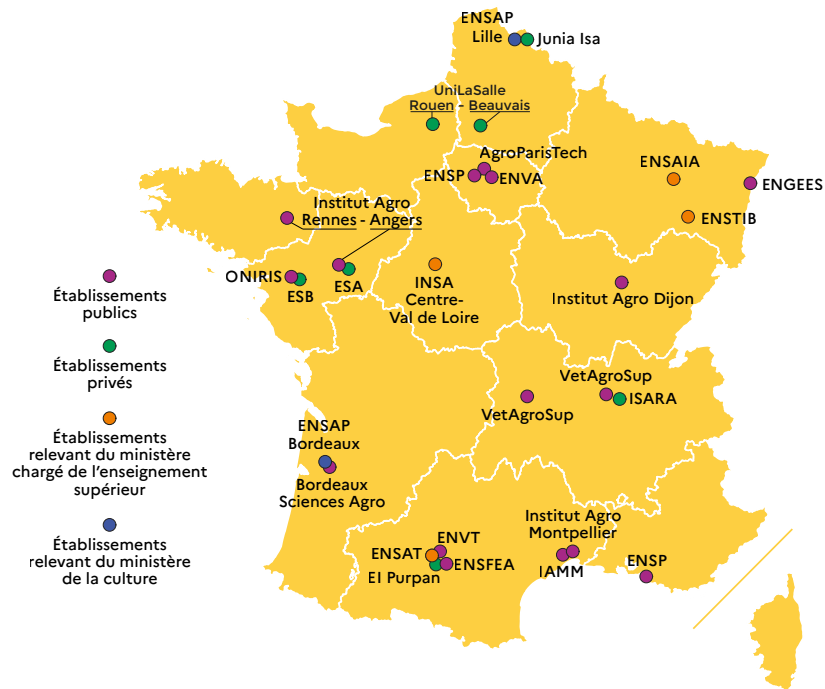 ENSAP
Lille
Junia Isa
UniLaSalle
Rouen - Beauvais
AgroParisTech
ENSP
ENVA
ENSAIA
ENGEES
ENSTIB
Institut Agro
Rennes - Angers
ONIRIS
ESB
ESA
INSA
Centre-
Val de Loire
Institut Agro Dijon
Établissements
publics
Établissements
privés
Établissements
relevant du ministère
chargé de l'enseignement
supérieur
Établissements
relevant du ministère
de la culture
VetAgroSup
ISARA
VetAgroSup
ENSAP
Bordeaux
Bordeaux
Sciences Agro
ENVT
ENSAT
ENSFEA
EI Purpan
Institut Agro
Montpellier
IAMM
ENSP